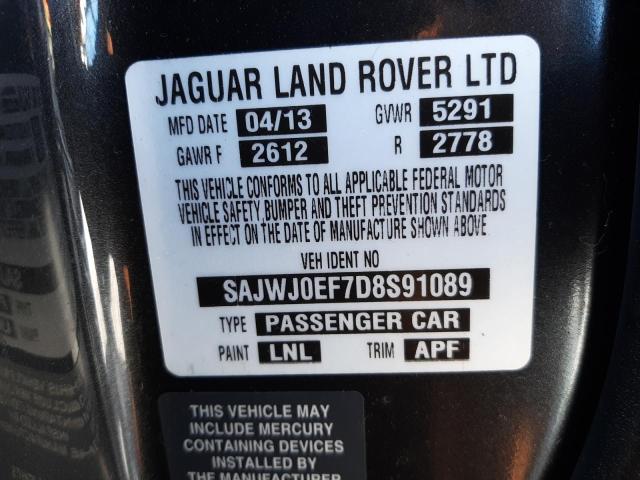 JAGUAR LAND ROVER LTD
MFD DATE 04/13 GVWR 5291
GAWR F 2612 R 2778
THIS VEHICLE CONFORMS TO ALL APPLICABLE FEDERAL MOTOR
VEHICLE SAFETY, BUMPER AND THEFT PREVENTION STANDARDS
IN EFFECT ON THE DATE OF MANUFACTURE SHOWN ABOVE
VEH IDENT NO
SAJWJ0EF7D8S91089
TYPE PASSENGER CAR
PAINT LNL TRIM APF
THIS VEHICLE MAY
INCLUDE MERCURY
CONTAINING DEVICES
INSTALLED BY
THE MANUFACTURER